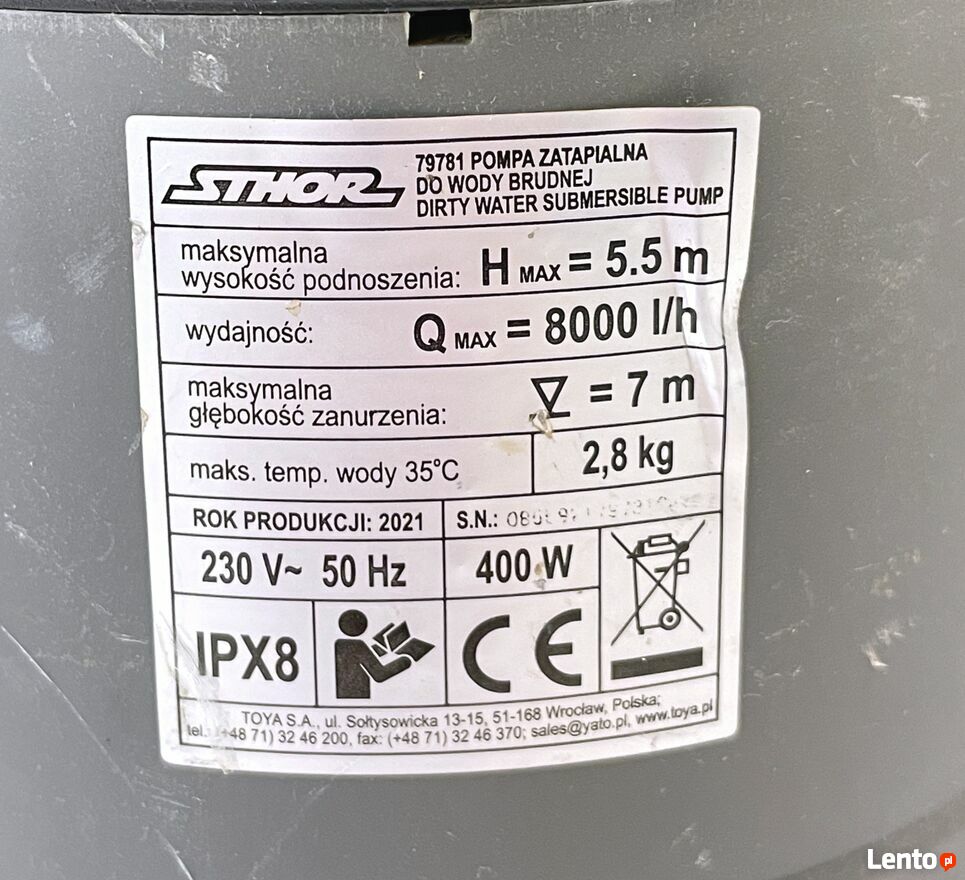 STHOR
79781 POMPA ZATAPIALNA
DO WODY BRUDNEJ
DIRTY WATER SUBMERSIBLE PUMP
maksymalna
wysokość podnoszenia: H MAX = 5.5 m
wydajność: Q MAX = 8000 l/h
maksymalna
głębokość zanurzenia: = 7 m
maks. temp. wody 35°C
2,8 kg
ROK PRODUKCJI: 2021
S.N.:
230 V~ 50 Hz
400 W
IPX8
CE
TOYA S.A., ul. Sołtysowicka 13-15, 51-168 Wrocław, Polska;
tel.: (+48 71) 32 46 200, fax: (+48 71) 32 46 370; sales@yato.pl, www.toya.pl
Lento pl